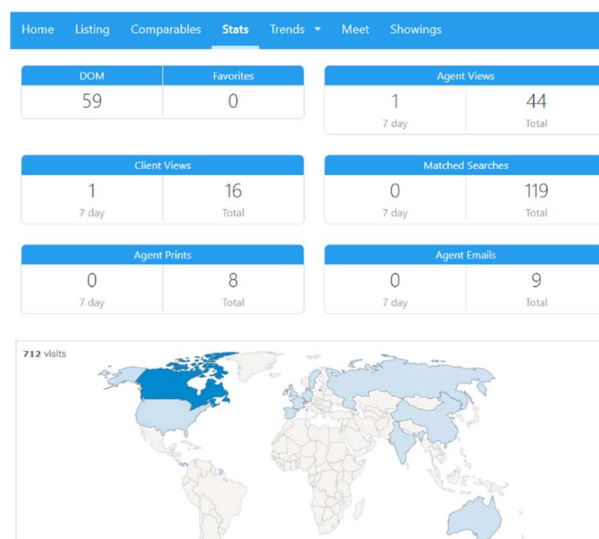 Home Listing Comparables Stats Trends Meet Showings
DOM Favorites
59 0
Agent Views
1 44
7 day Total
Client Views
1 16
7 day Total
Matched Searches
0 119
7 day Total
Agent Prints
0 8
7 day Total
Agent Emails
0 9
7 day Total
712 visits